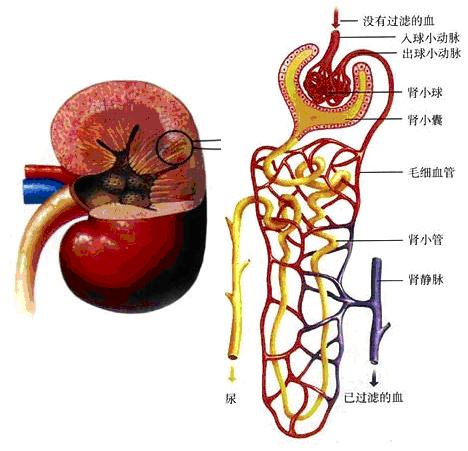 没有过滤的血
入球小动脉
出球小动脉
肾小球
肾小囊
毛细血管
肾小管
肾静脉
尿
已过滤的血